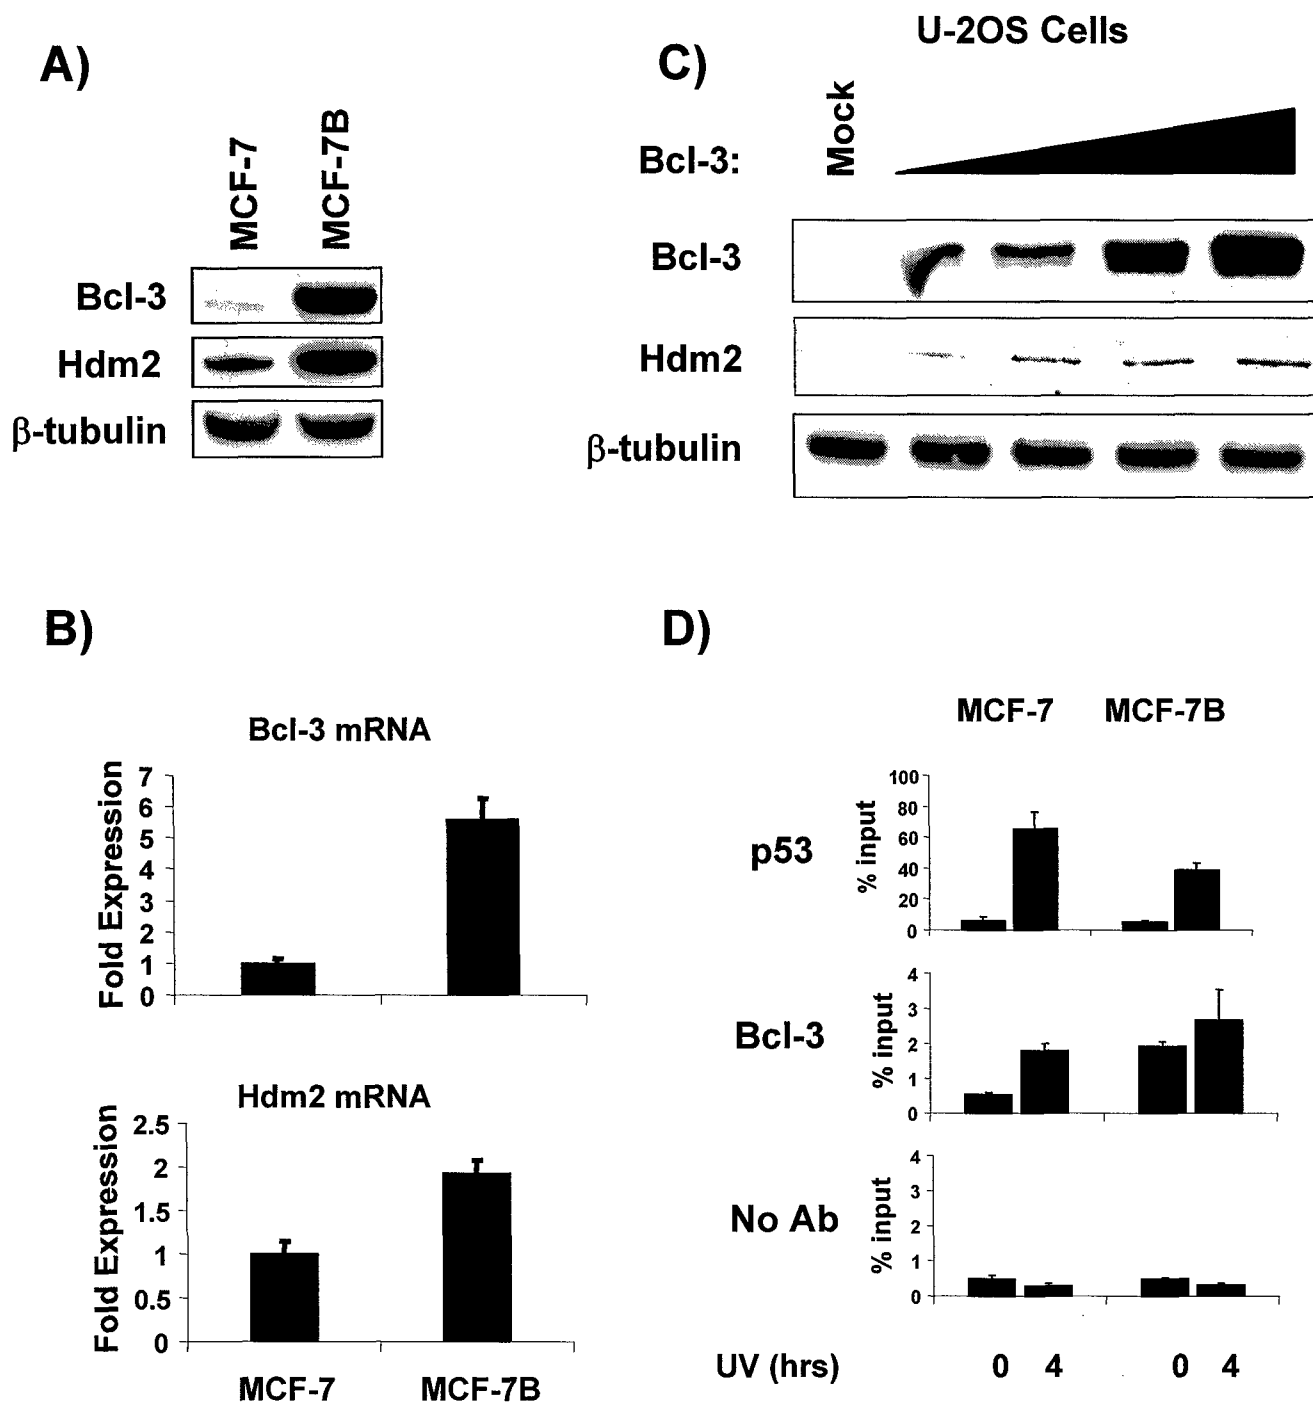 A)
MCF-7
MCF-7B
Bcl-3
Hdm2
β-tubulin
C)
U-2OS Cells
Bcl-3:
Mock
Bcl-3
Hdm2
β-tubulin
B)
Bcl-3 mRNA
Fold Expression
7
6
5
4
3
2
1
0
Hdm2 mRNA
Fold Expression
2.5
2
1.5
1
0.5
0
MCF-7 MCF-7B
D)
MCF-7 MCF-7B
p53
% input
100
80
60
40
20
0
Bcl-3
% input
4
3
2
1
0
No Ab
% input
4
3
2
1
0
UV (hrs) 0 4 0 4